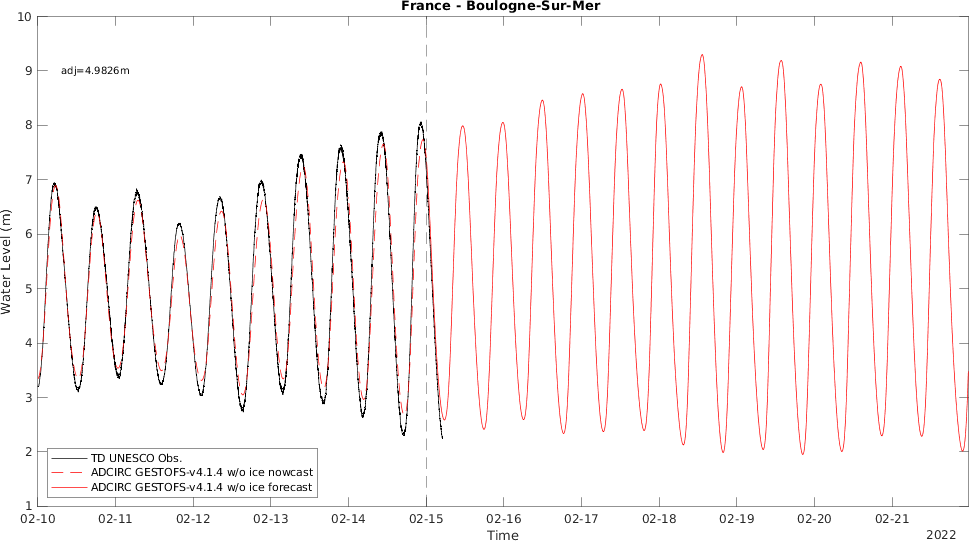 France - Boulogne-Sur-Mer
10
adj=4.9826m
9
8
7
6
5
4
3
2
1
Water Level (m)
TD UNESCO Obs.
ADCIRC GESTOFS-v4.1.4 w/o ice nowcast
ADCIRC GESTOFS-v4.1.4 w/o ice forecast
02-10 02-11 02-12 02-13 02-14 02-15 02-16 02-17 02-18 02-19 02-20 02-21
Time
2022